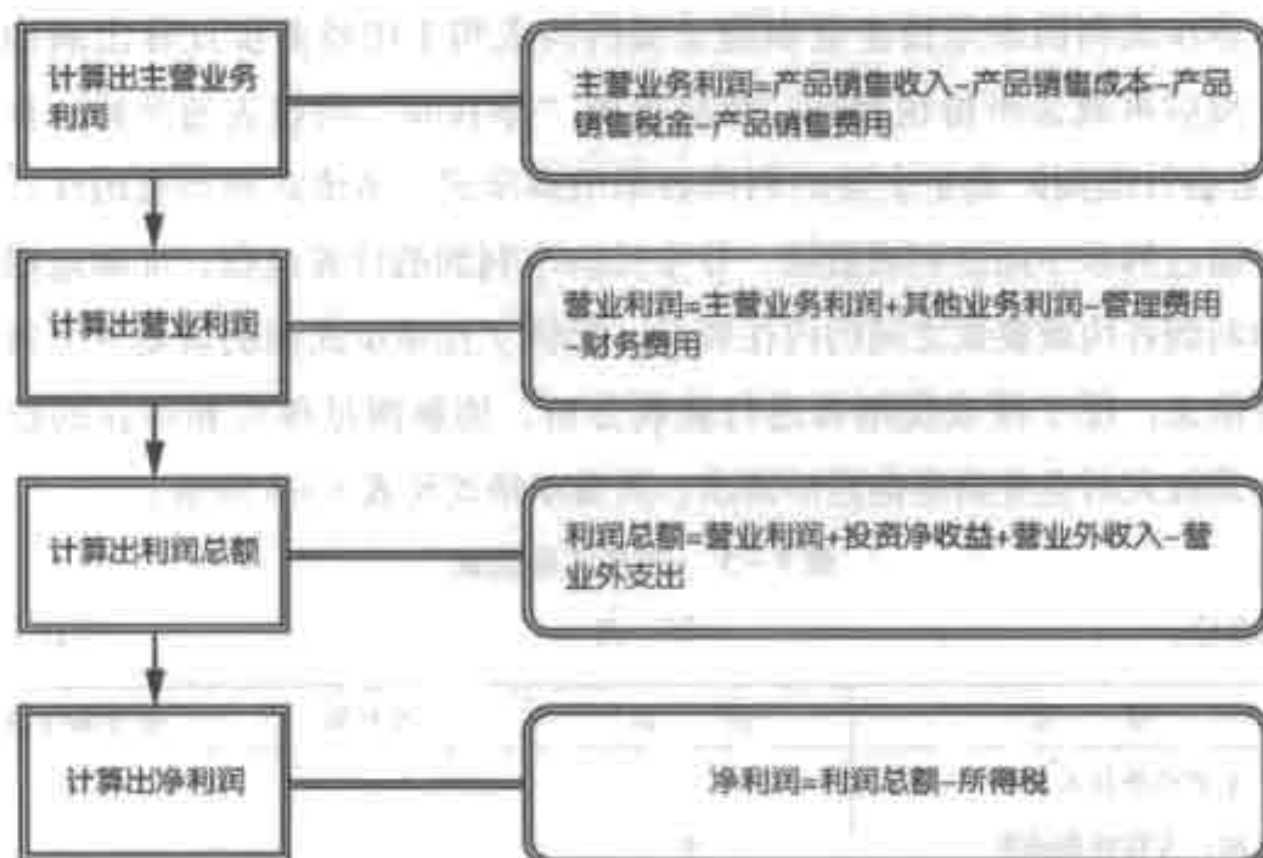 计算出主营业务
利润
主营业务利润=产品销售收入-产品销售成本-产品
销售税金-产品销售费用
计算出营业利润
营业利润=主营业务利润+其他业务利润-管理费用
-财务费用
计算出利润总额
利润总额=营业利润+投资净收益+营业外收入-营
业外支出
计算出净利润
净利润=利润总额-所得税